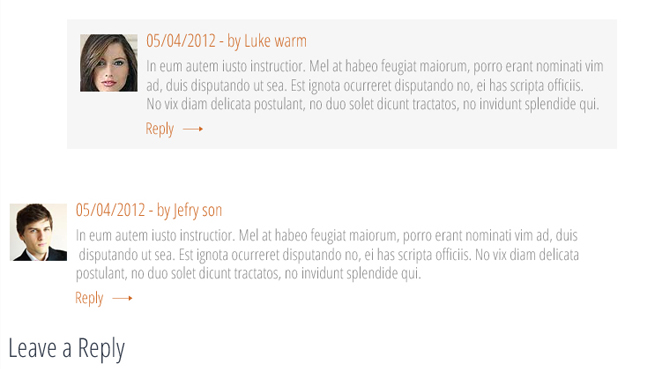 05/04/2012 - by Luke warm
In eum autem iusto instructior. Mel at habeo feugiat maiorum, porro erant nominati vim
ad, duis disputando ut sea. Est ignota ocurreret disputando no, ei has scripta officiis.
No vix diam delicata postulant, no duo solet dicunt tractatos, no invidunt splendide qui.
Reply
05/04/2012 - by Jefry son
In eum autem iusto instructior. Mel at habeo feugiat maiorum, porro erant nominati vim ad, duis
disputando ut sea. Est ignota ocurreret disputando no, ei has scripta officiis. No vix diam delicata
postulant, no duo solet dicunt tractatos, no invidunt splendide qui.
Reply
Leave a Reply